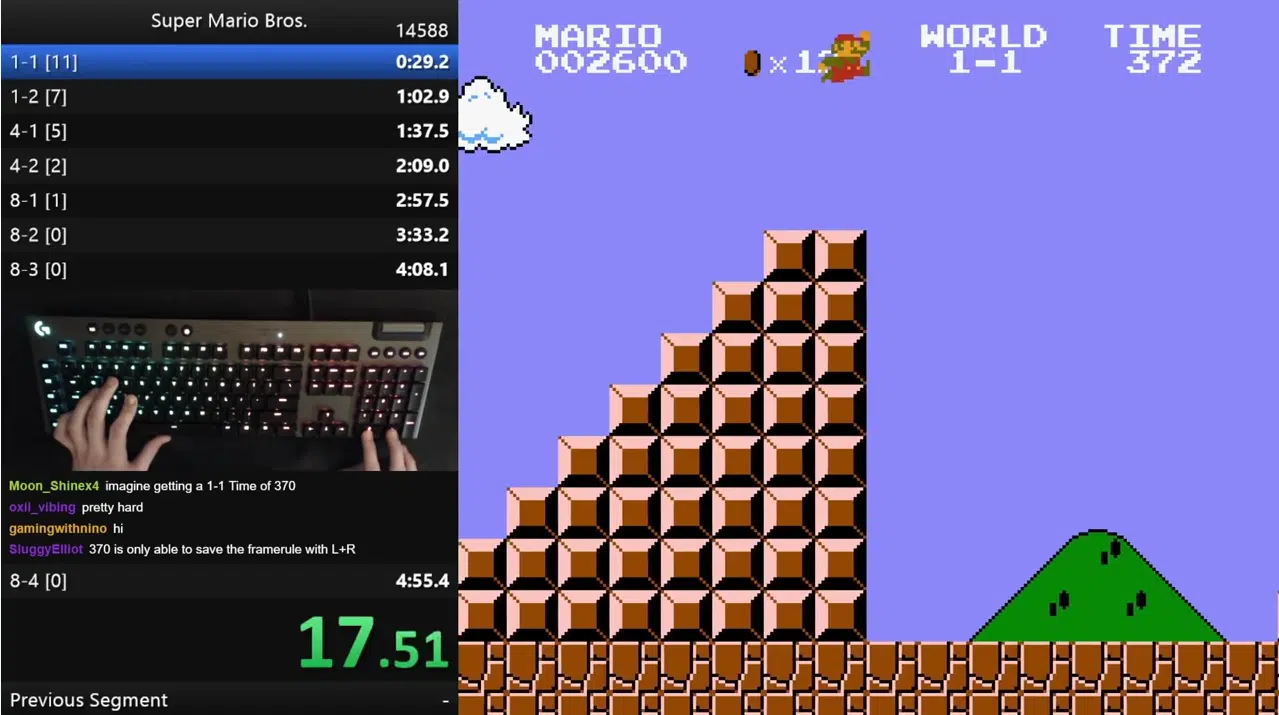 Super Mario Bros.
14588
1-1 [11] 0:29.2
1-2 [7] 1:02.9
4-1 [5] 1:37.5
4-2 [2] 2:09.0
8-1 [1] 2:57.5
8-2 [0] 3:33.2
8-3 [0] 4:08.1
Moon_Shinex4 imagine getting a 1-1 Time of 370
oxil_vibing pretty hard
gamingwithnino hi
SluggyElliot 370 is only able to save the framerule with L+R
8-4 [0] 4:55.4
17.51
Previous Segment -
MARIO WORLD TIME
002600 1-1 372